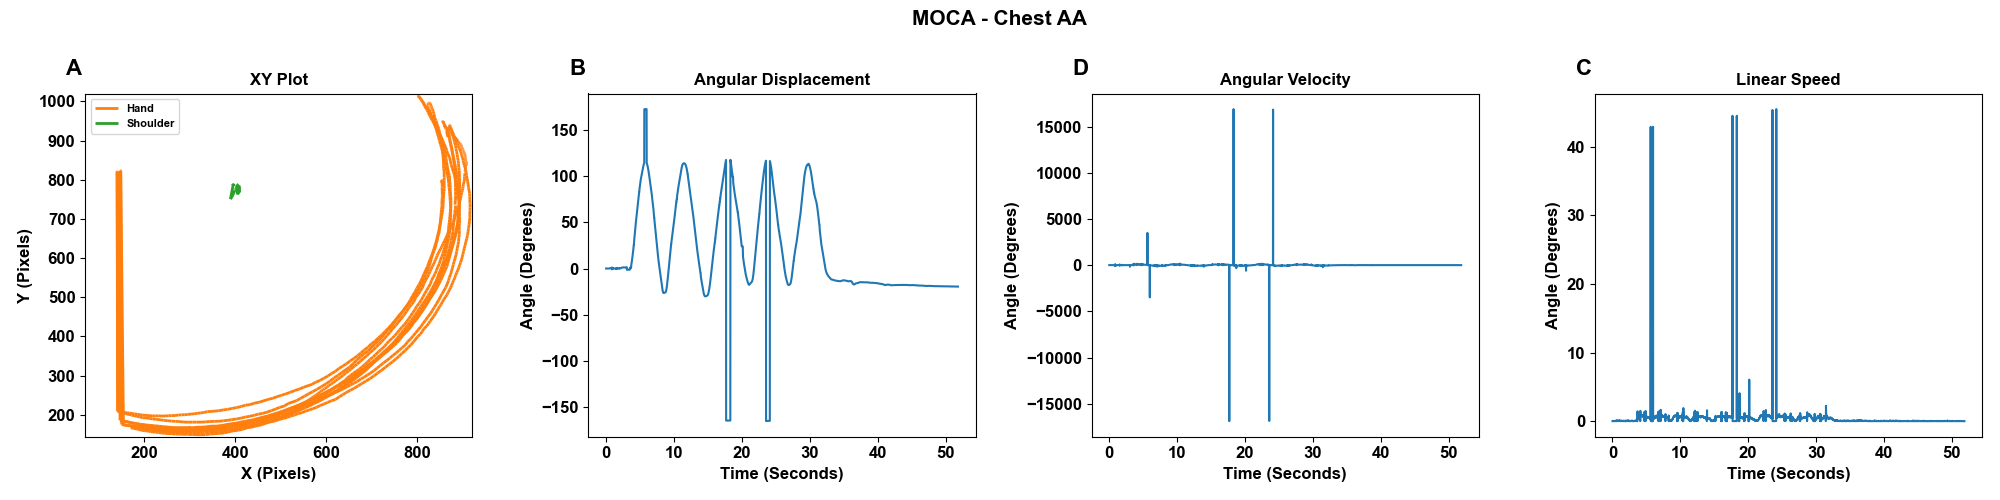 MOCA - Chest AA
A
XY Plot
Hand
Shoulder
1000
900
800
700
600
500
400
300
200
200
400
600
800
Y (Pixels)
X (Pixels)
B
Angular Displacement
150
100
50
0
−50
−100
−150
0
10
20
30
40
50
Angle (Degrees)
Time (Seconds)
D
Angular Velocity
15000
10000
5000
0
−5000
−10000
−15000
0
10
20
30
40
50
Angle (Degrees)
Time (Seconds)
C
Linear Speed
40
30
20
10
0
0
10
20
30
40
50
Angle (Degrees)
Time (Seconds)